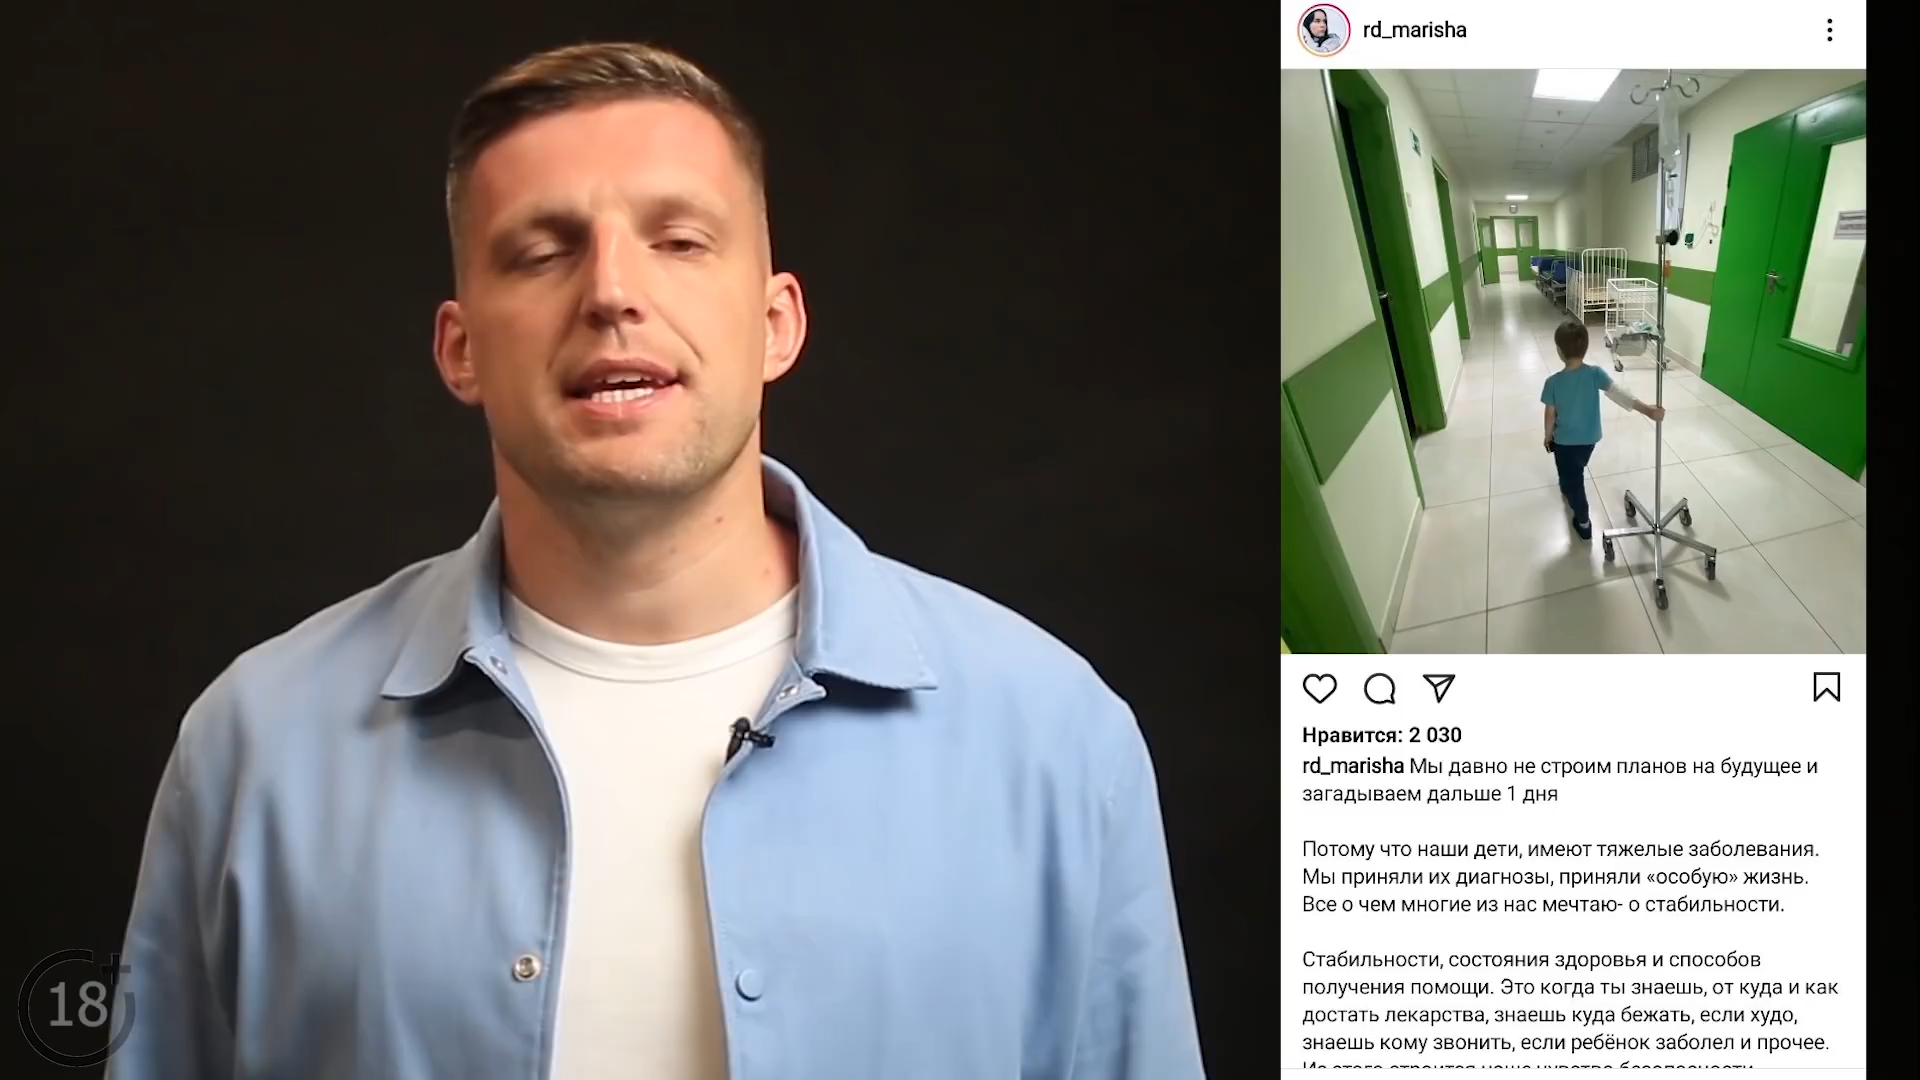 rd_marisha
Нравится: 2 030
rd_marisha Мы давно не строим планов на будущее и
загадываем дальше 1 дня
Потому что наши дети, имеют тяжелые заболевания.
Мы приняли их диагнозы, приняли «особую» жизнь.
Все о чем многие из нас мечтаю- о стабильности.
Стабильности, состояния здоровья и способов
получения помощи. Это когда ты знаешь, от куда и как
достать лекарства, знаешь куда бежать, если худо,
знаешь кому звонить, если ребёнок заболел и прочее.
18+